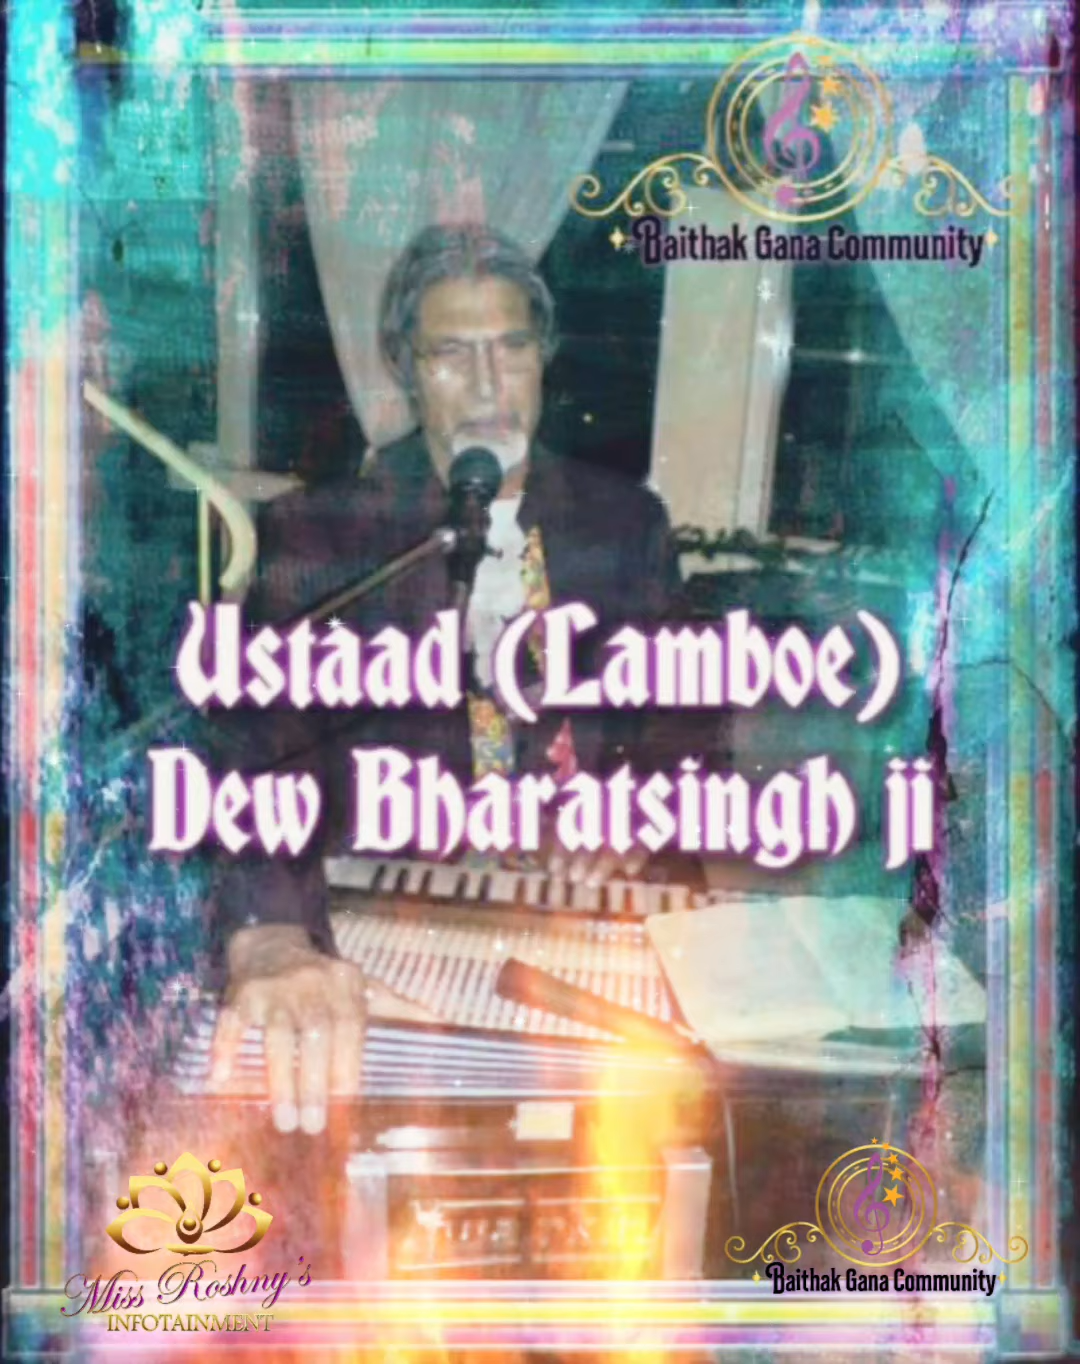 Baithak Gana Community
Ustaad (Lamboe)
Dew Bharatsingh ji
Miss Roshny's
INFOTAINMENT
Baithak Gana Community